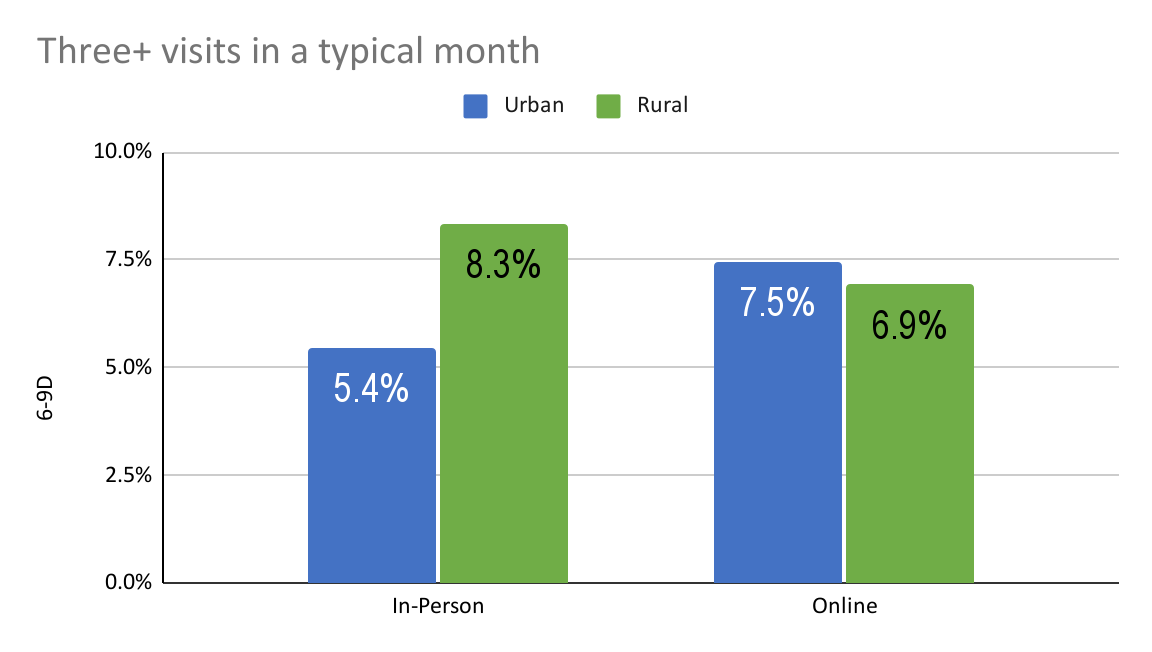 Three+ visits in a typical month
Urban Rural
10.0%
7.5%
5.0%
2.5%
0.0%
6-9D
5.4%
8.3%
7.5%
6.9%
In-Person Online